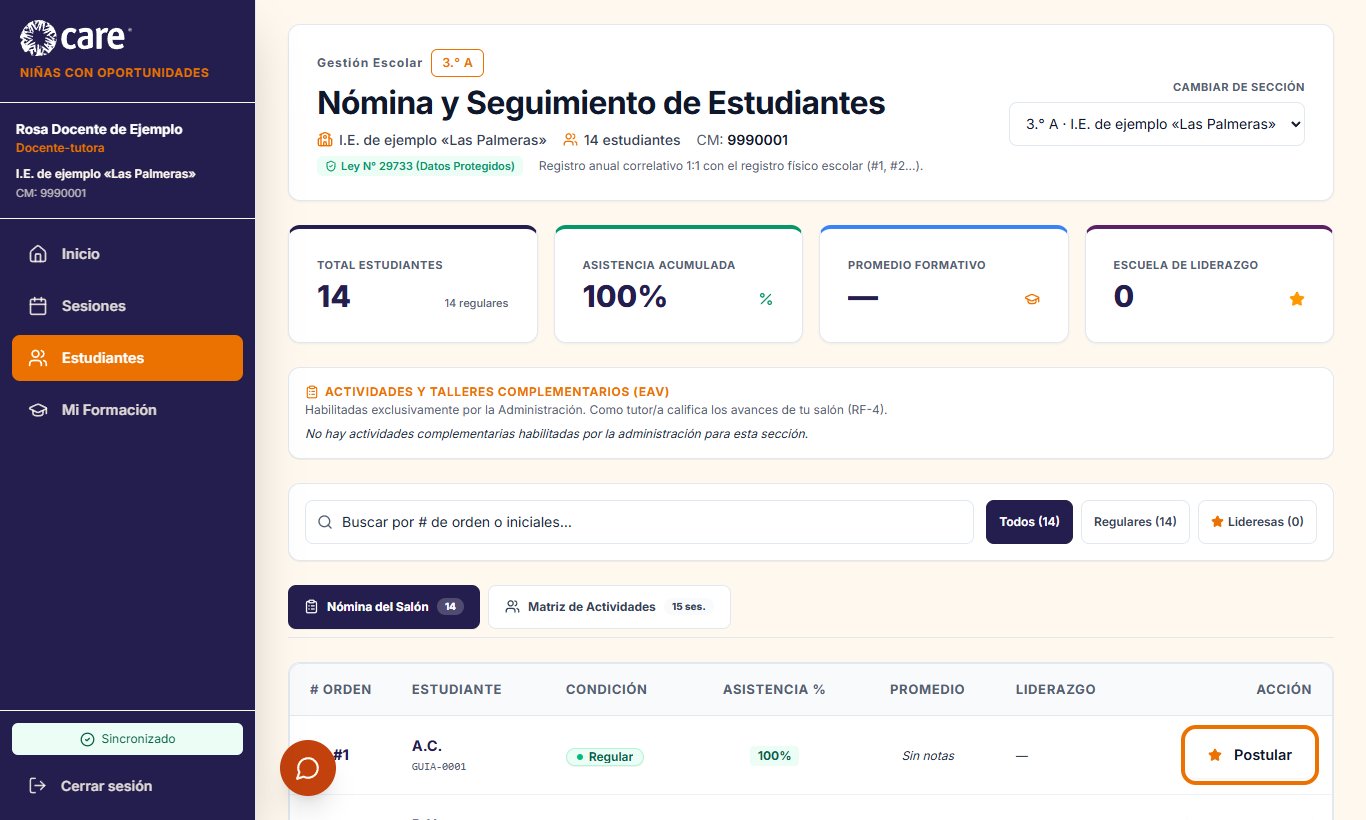 care
NIÑAS CON OPORTUNIDADES
Rosa Docente de Ejemplo
Docente-tutora
I.E. de ejemplo «Las Palmeras»
CM: 9990001
Inicio
Sesiones
Estudiantes
Mi Formación
Sincronizado
Cerrar sesión
Gestión Escolar 3.° A
Nómina y Seguimiento de Estudiantes
I.E. de ejemplo «Las Palmeras» 14 estudiantes CM: 9990001
Ley N° 29733 (Datos Protegidos) Registro anual correlativo 1:1 con el registro físico escolar (#1, #2...).
CAMBIAR DE SECCIÓN
3.° A · I.E. de ejemplo «Las Palmeras»
TOTAL ESTUDIANTES
14 14 regulares
ASISTENCIA ACUMULADA
100% %
PROMEDIO FORMATIVO
—
ESCUELA DE LIDERAZGO
0
ACTIVIDADES Y TALLERES COMPLEMENTARIOS (EAV)
Habilitadas exclusivamente por la Administración. Como tutor/a califica los avances de tu salón (RF-4).
No hay actividades complementarias habilitadas por la administración para esta sección.
Buscar por # de orden o iniciales... Todos (14) Regulares (14) Lideresas (0)
Nómina del Salón 14 Matriz de Actividades 15 ses.
# ORDEN ESTUDIANTE CONDICIÓN ASISTENCIA % PROMEDIO LIDERAZGO ACCIÓN
#1 A.C. Regular 100% Sin notas — Postular
GUIA-0001